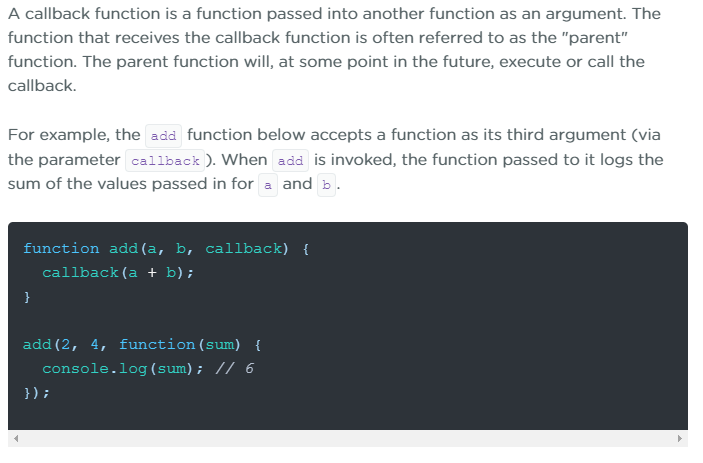 A callback function is a function passed into another function as an argument. The
function that receives the callback function is often referred to as the "parent"
function. The parent function will, at some point in the future, execute or call the
callback.
For example, the add function below accepts a function as its third argument (via
the parameter callback ). When add is invoked, the function passed to it logs the
sum of the values passed in for a and b .
function add(a, b, callback) {
  callback(a + b);
}
add(2, 4, function(sum) {
  console.log(sum); // 6
});